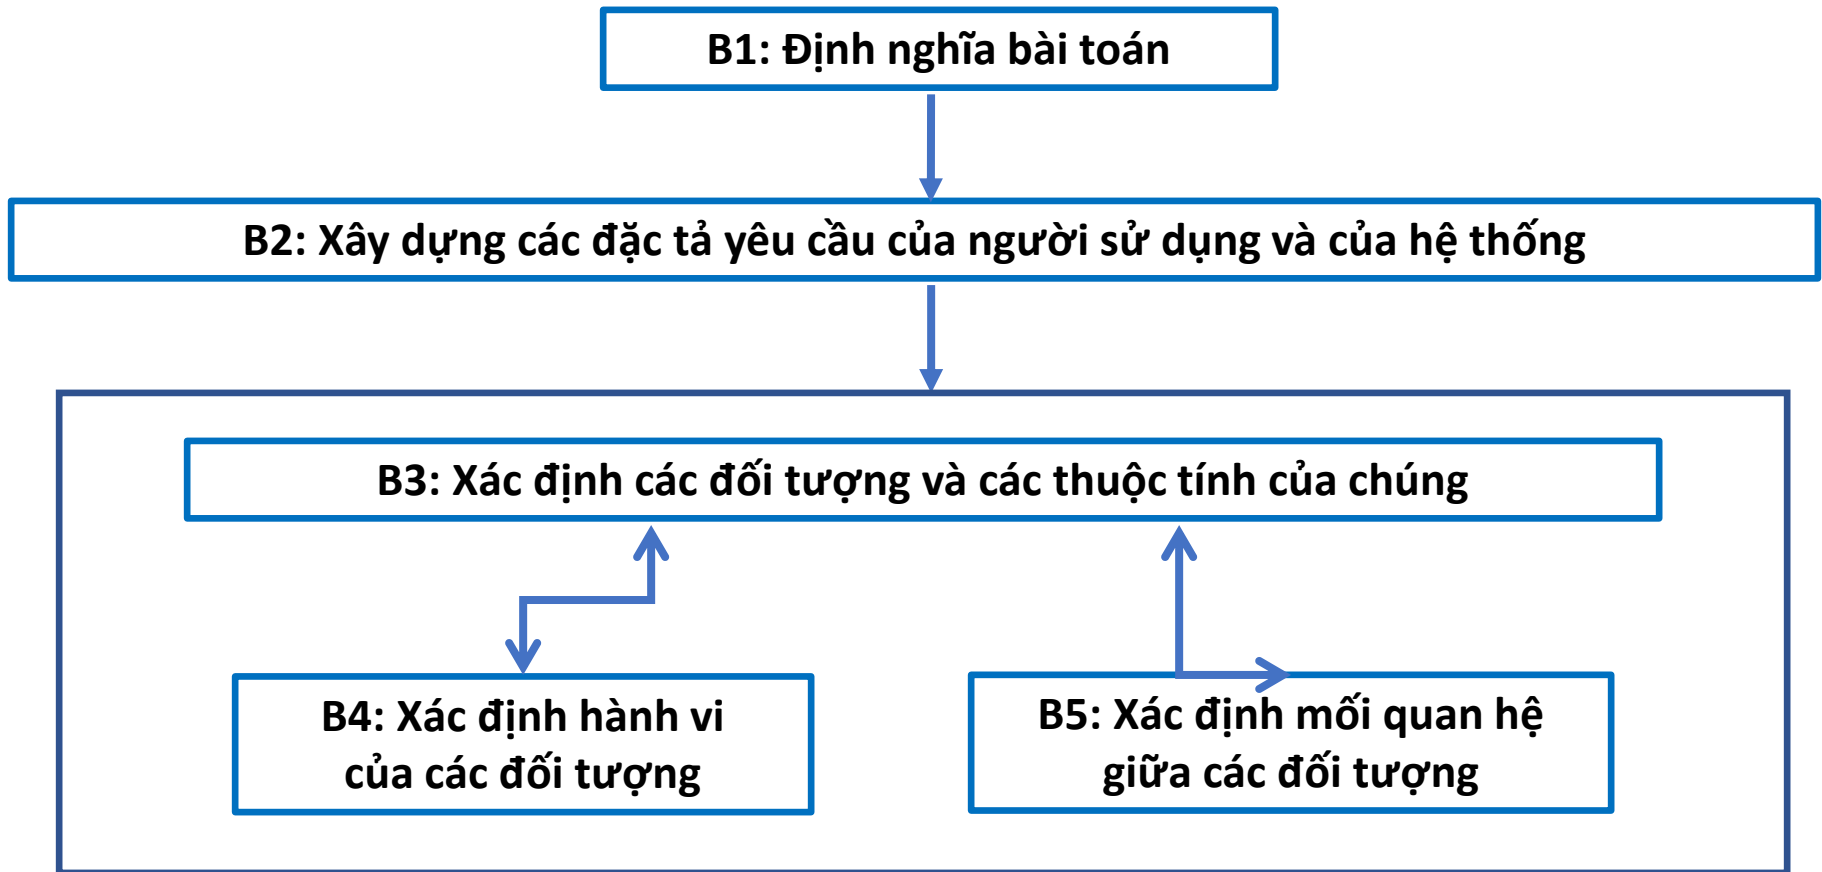 B1: Định nghĩa bài toán
B2: Xây dựng các đặc tả yêu cầu của người sử dụng và của hệ thống
B3: Xác định các đối tượng và các thuộc tính của chúng
B4: Xác định hành vi
của các đối tượng
B5: Xác định mối quan hệ
giữa các đối tượng